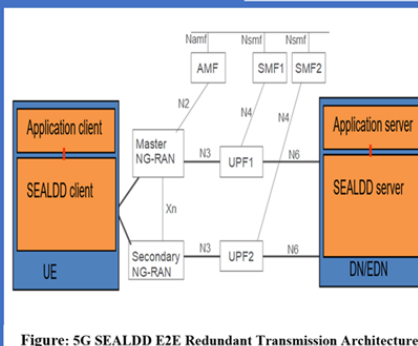 Namf Nsmf Nsmf
AMF SMF1 SMF2
N2 N4 N4
Application client
Application server
Master
NG-RAN
N3 UPF1 N6
SEALDD client
SEALDD server
Xn
Secondary
NG-RAN
N3 UPF2 N6
UE
DN/EDN
Figure: 5G SEALDD E2E Redundant Transmission Architecture